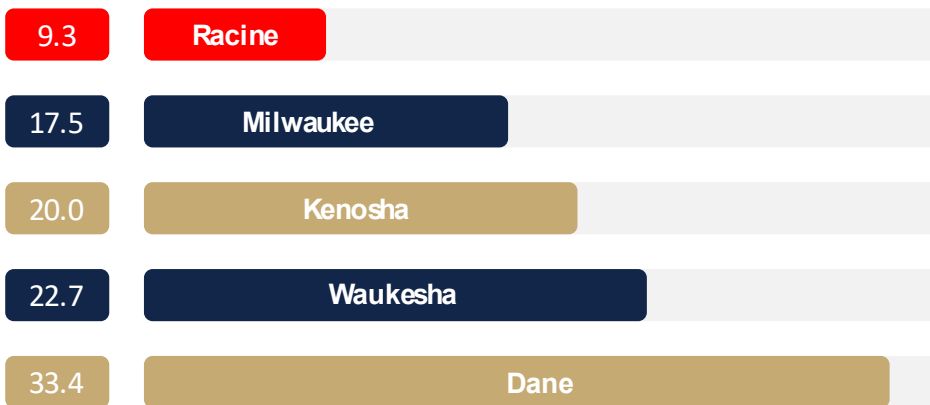 9.3 Racine
17.5 Milwaukee
20.0 Kenosha
22.7 Waukesha
33.4 Dane